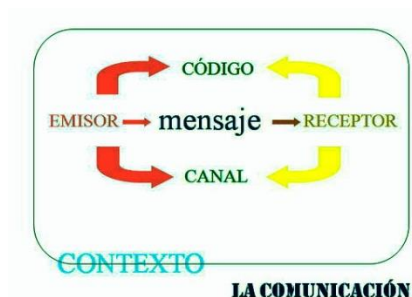 CÓDIGO
EMISOR mensaje RECEPTOR
CANAL
CONTEXTO
LA COMUNICACIÓN